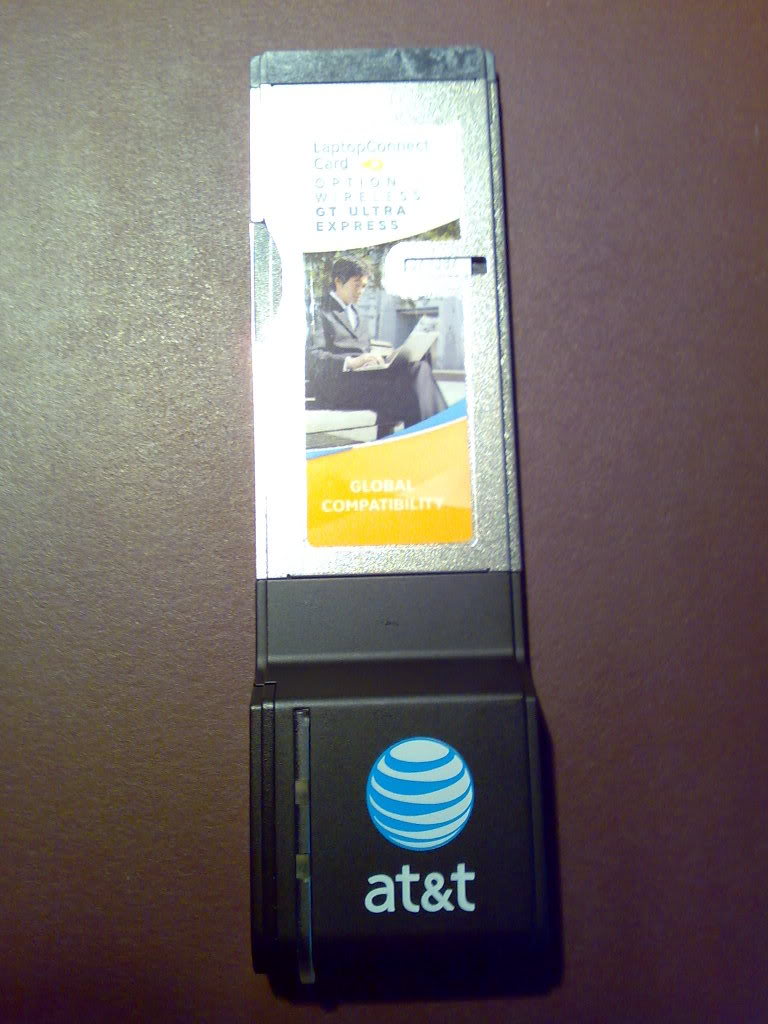 LaptopConnect
Card
OPTION
WIRELESS
GT ULTRA
EXPRESS
GLOBAL
COMPATIBILITY
at&t